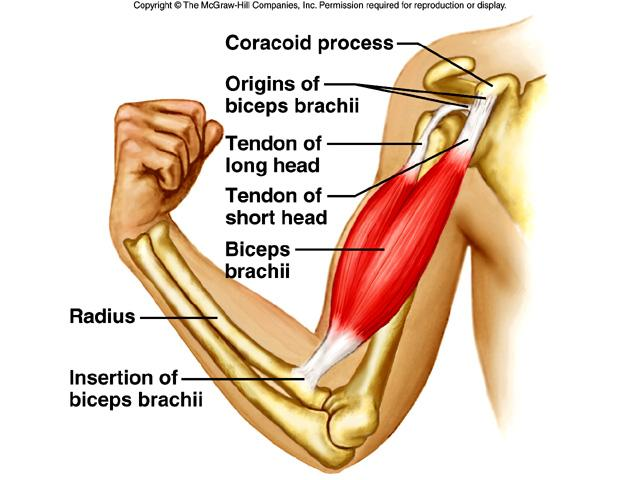 Copyright © The McGraw-Hill Companies, Inc. Permission required for reproduction or display.
Coracoid process
Origins of
biceps brachii
Tendon of
long head
Tendon of
short head
Biceps
brachii
Radius
Insertion of
biceps brachii